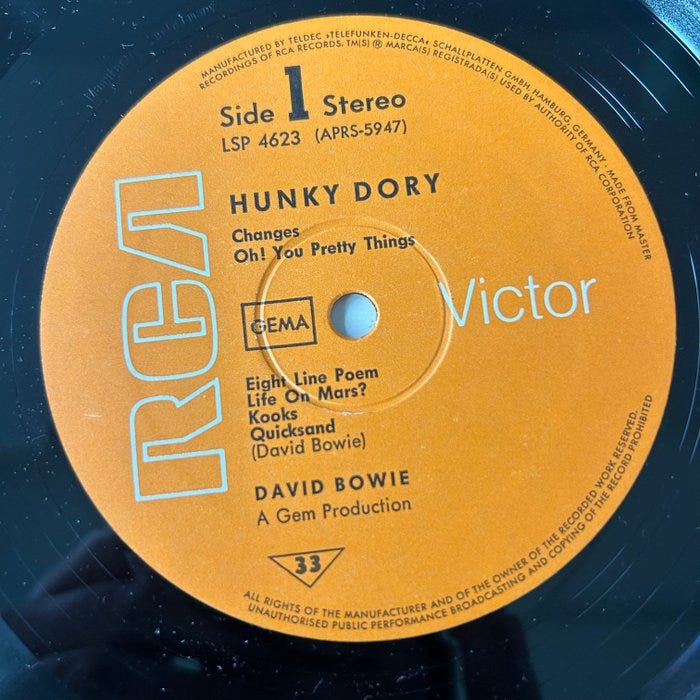 MANUFACTURED BY TELDEC »TELEFUNKEN-DECCA« SCHALLPLATTEN GMBH, HAMBURG, GERMANY · MADE FROM MASTER
RECORDINGS OF RCA RECORDS. TM(S) ® MARCA(S) REGISTRADA(S) USED BY AUTHORITY OF RCA CORPORATION
Side 1 Stereo
LSP 4623 (APRS-5947)
HUNKY DORY
Changes
Oh! You Pretty Things
RCA
Victor
GEMA
Eight Line Poem
Life On Mars?
Kooks
Quicksand
(David Bowie)
DAVID BOWIE
A Gem Production
33
ALL RIGHTS OF THE MANUFACTURER AND OF THE OWNER OF THE RECORDED WORK RESERVED.
UNAUTHORISED PUBLIC PERFORMANCE BROADCASTING AND COPYING OF THE RECORD PROHIBITED